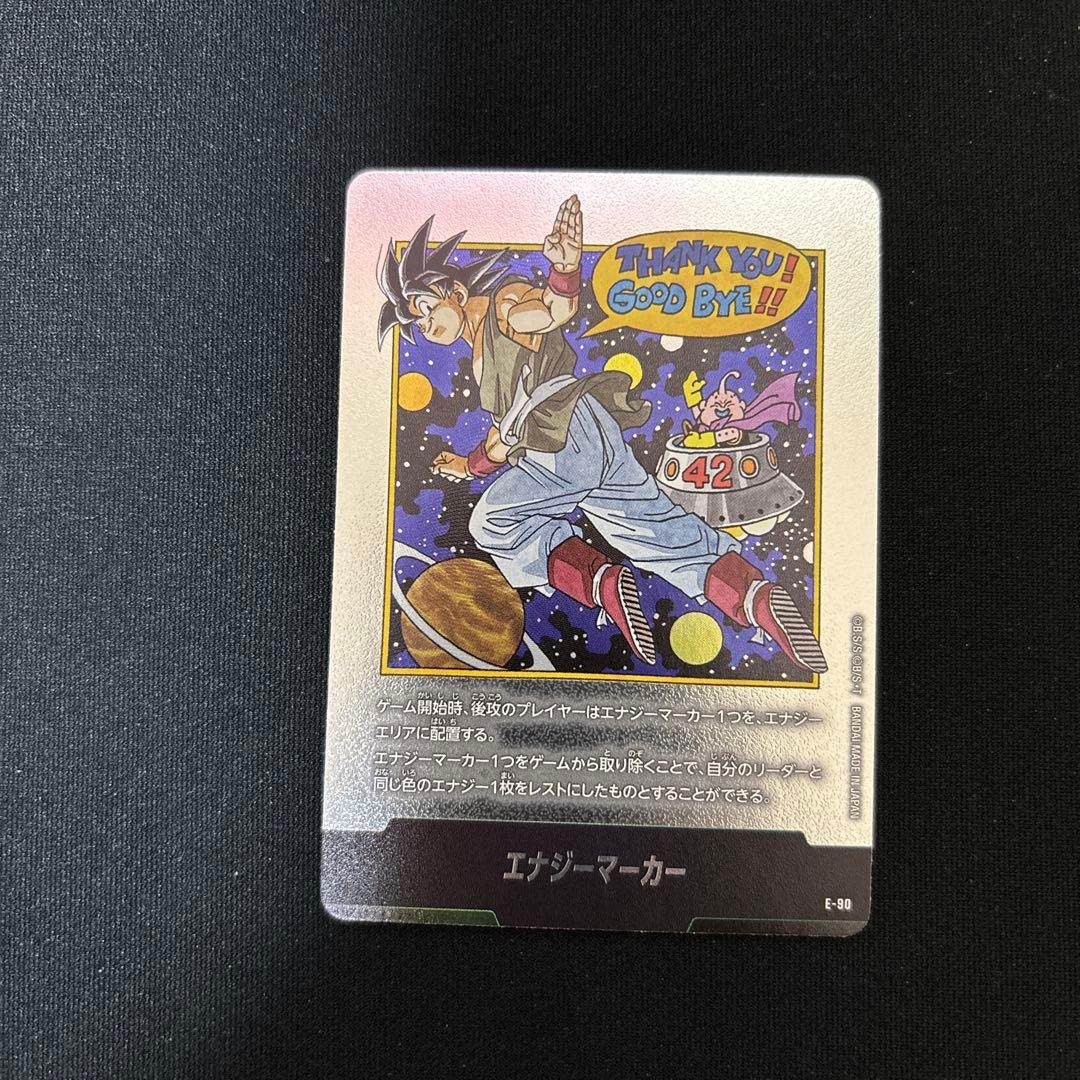 THANK YOU!
GOOD BYE!!
42
ゲーム開始時、後攻のプレイヤーはエナジーマーカー1つを、エナジー
エリアに配置する。
エナジーマーカー1つをゲームから取り除くことで、自分のリーダーと
同じ色のエナジー1枚をレストにしたものとすることができる。
©B.S/S ©B/S・T BANDAI MADE IN JAPAN
エナジーマーカー
E-90